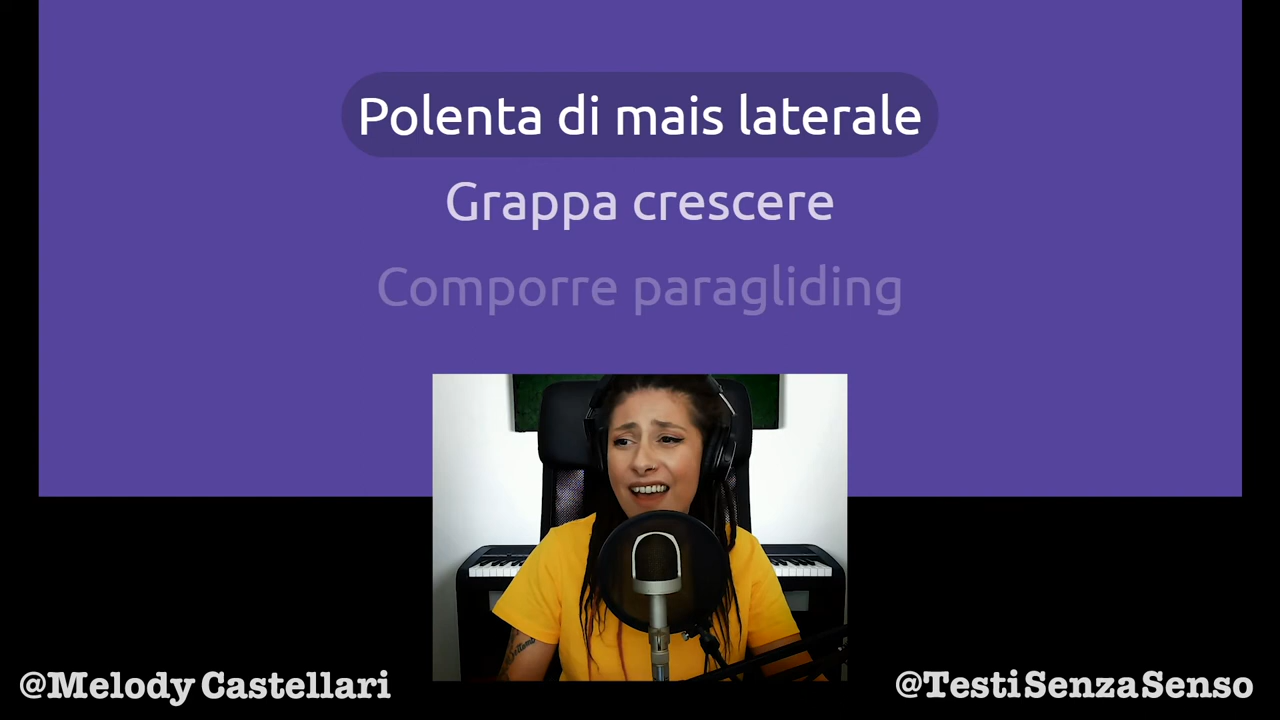 Polenta di mais laterale
Grappa crescere
Comporre paragliding
@Melody Castellari
@TestiSenzaSenso